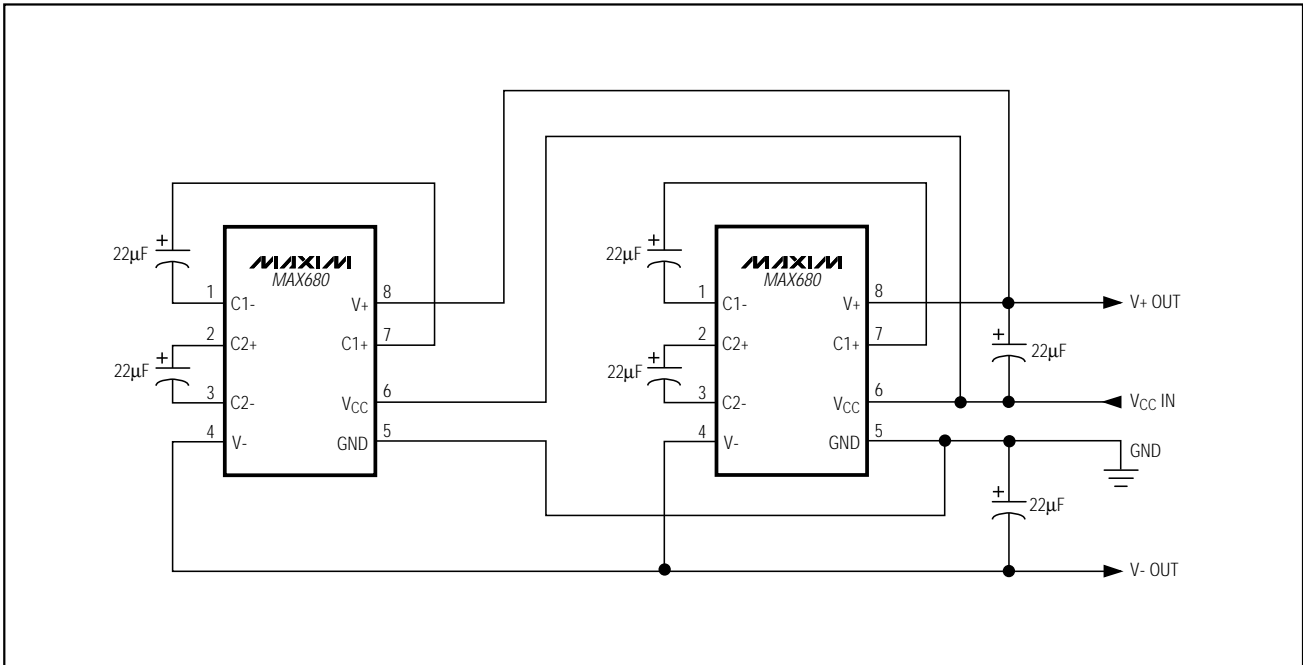 22μF
+
MAXIM
MAX680
1 C1-
2 C2+
3 C2-
4 V-
V+ 8
C1+ 7
VCC 6
GND 5
22μF
+
22μF
+
MAXIM
MAX680
1 C1-
2 C2+
3 C2-
4 V-
V+ 8
C1+ 7
VCC 6
GND 5
22μF
+
V+ OUT
+
22μF
VCC IN
GND
+
22μF
V- OUT